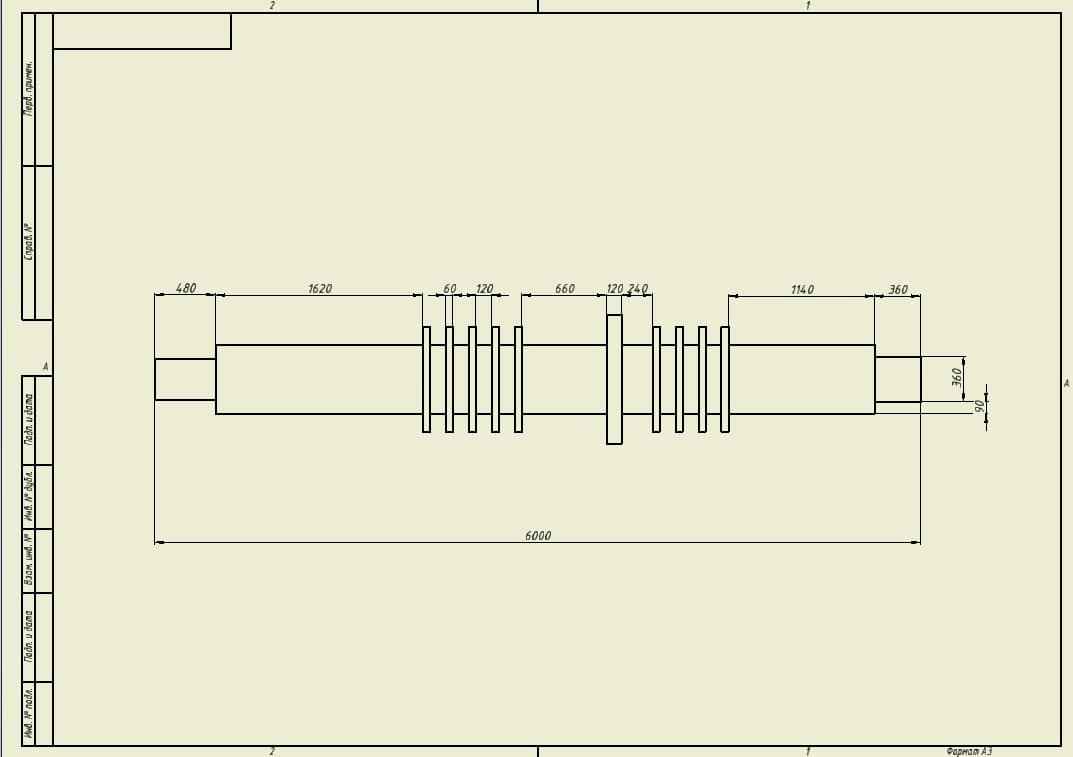 2
1
Перв. примен.
Справ. №
480
1620
60
120
660
120
240
1140
360
А
А
360
90
Подп. и дата
Инв. № дубл.
6000
Взам. инв. №
Подп. и дата
Инв. № подл.
2
1
Формат А3